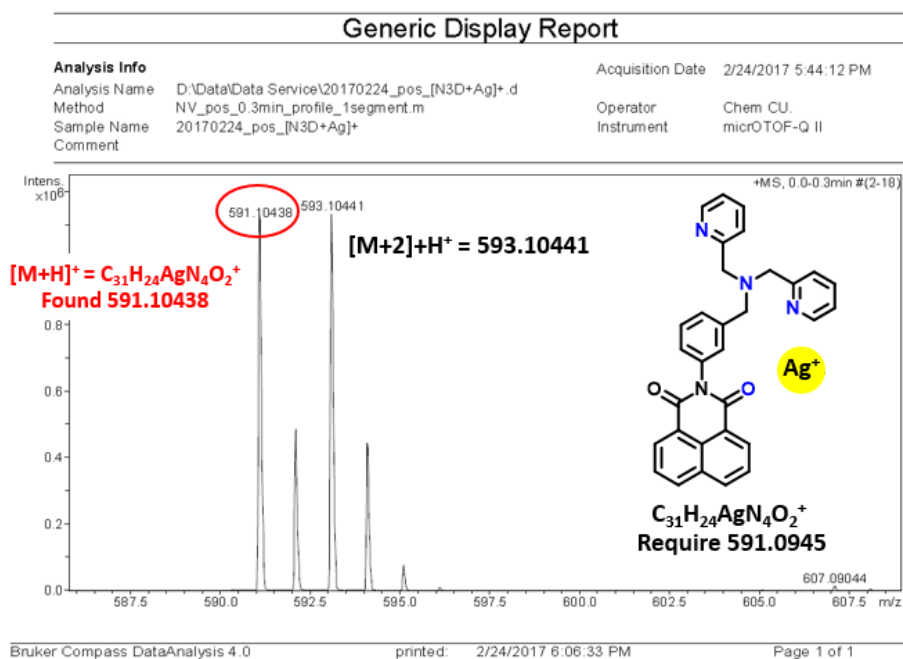 Generic Display Report
Analysis Info
Acquisition Date 2/24/2017 5:44:12 PM
Analysis Name D:\Data\Data Service\20170224_pos_[N3D+Ag]+.d
Method NV_pos_0.3min_profile_1segment.m
Operator Chem CU.
Sample Name 20170224_pos_[N3D+Ag]+
Instrument micrOTOF-Q II
Comment
Intens.
x10⁶
+MS, 0.0-0.3min #(2-18)
591.10438
593.10441
[M+2]+H⁺ = 593.10441
[M+H]⁺ = C₃₁H₂₄AgN₄O₂⁺
Found 591.10438
0.8
0.6
0.4
0.2
0.0
N
N
N
Ag⁺
O
N
O
C₃₁H₂₄AgN₄O₂⁺
Require 591.0945
607.09044
587.5 590.0 592.5 595.0 597.5 600.0 602.5 605.0 607.5 m/z
Bruker Compass DataAnalysis 4.0 printed: 2/24/2017 6:06:33 PM Page 1 of 1